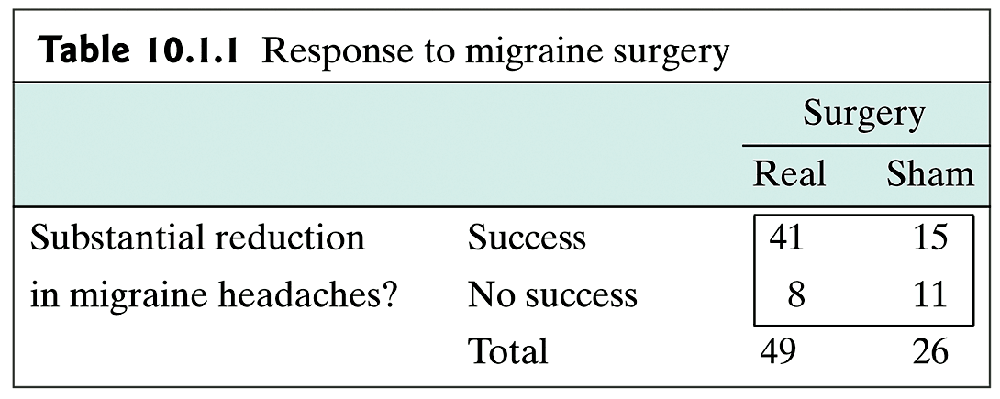 Table 10.1.1 Response to migraine surgery
Surgery
Real Sham
Substantial reduction Success 41 15
in migraine headaches? No success 8 11
Total 49 26